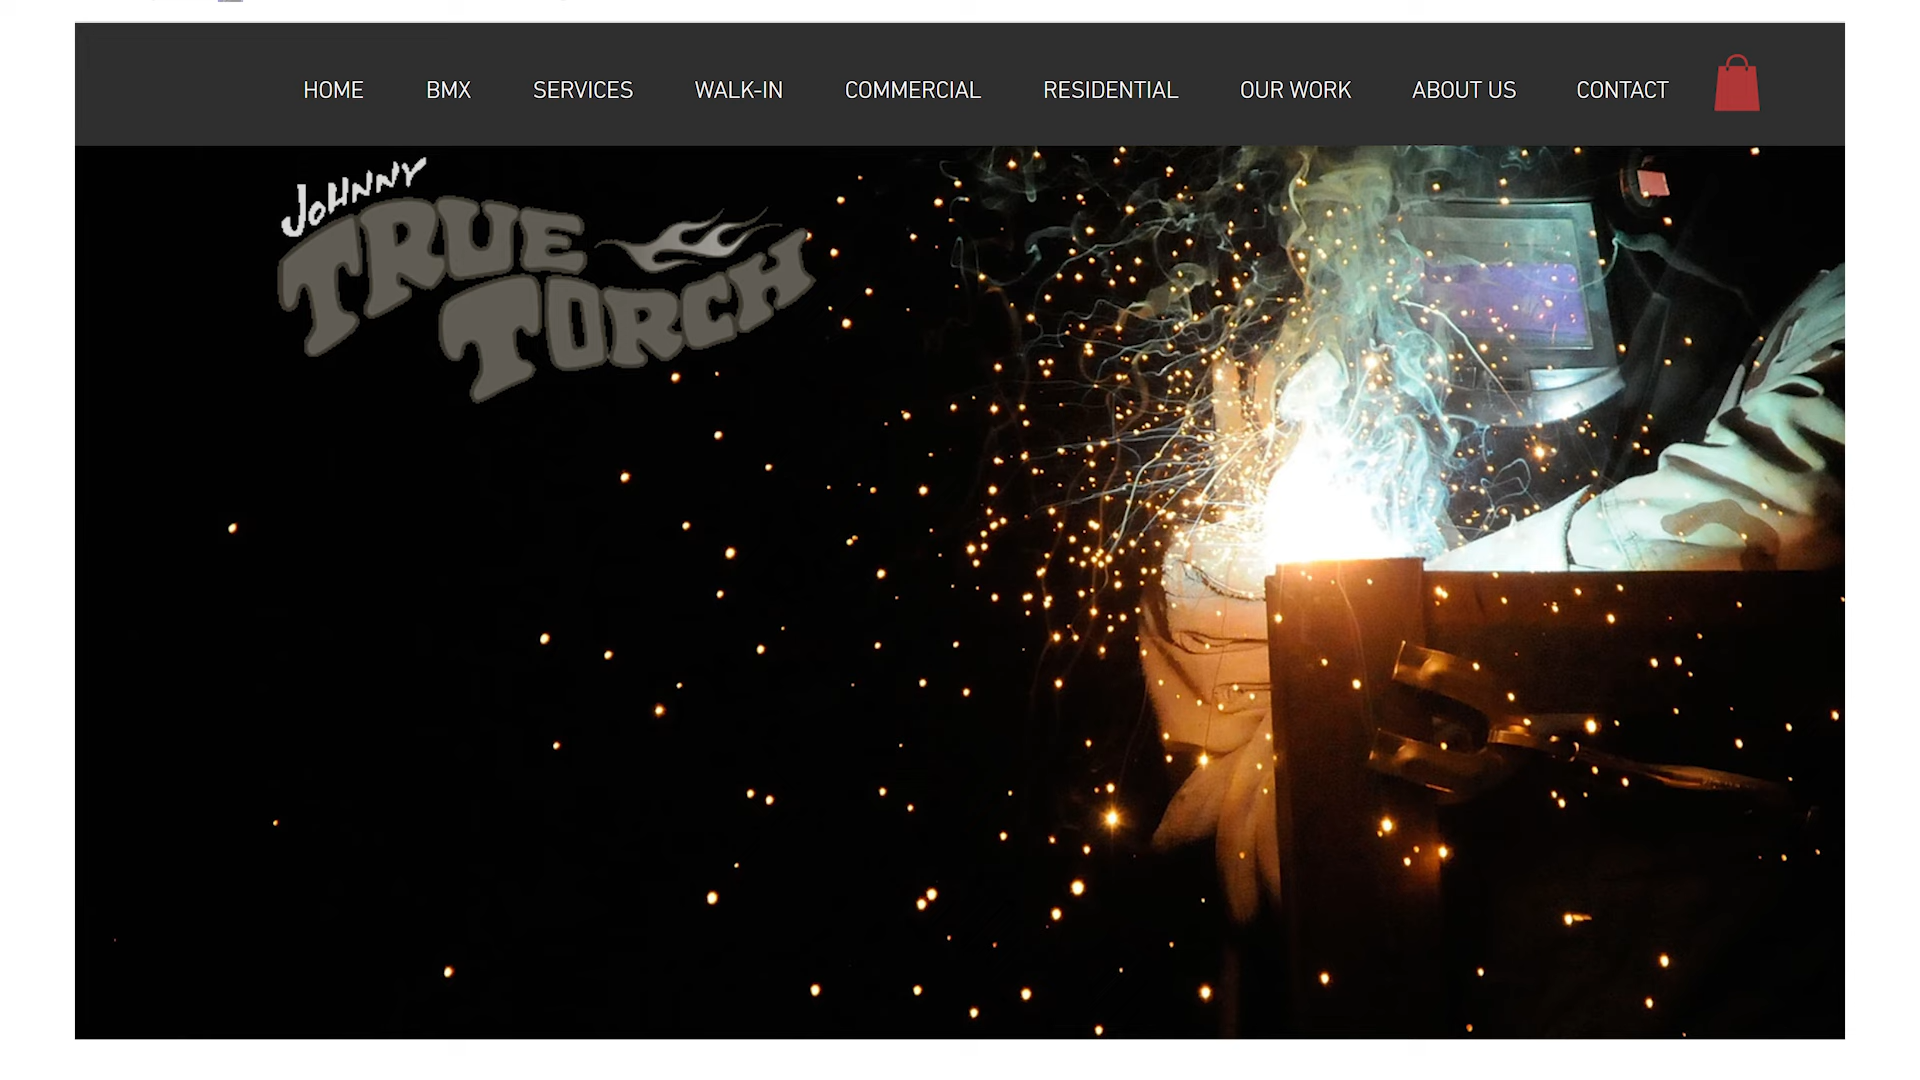 HOME BMX SERVICES WALK-IN COMMERCIAL RESIDENTIAL OUR WORK ABOUT US CONTACT
JOHNNY
TRUE
TORCH